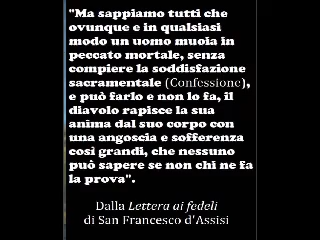 "Ma sappiamo tutti che
ovunque e in qualsiasi
modo un uomo muoia in
peccato mortale, senza
compiere la soddisfazione
sacramentale (Confessione),
e può farlo e non lo fa, il
diavolo rapisce la sua
anima dal suo corpo con
una angoscia e sofferenza
così grandi, che nessuno
può sapere se non chi ne fa
la prova".
Dalla Lettera ai fedeli
di San Francesco d'Assisi